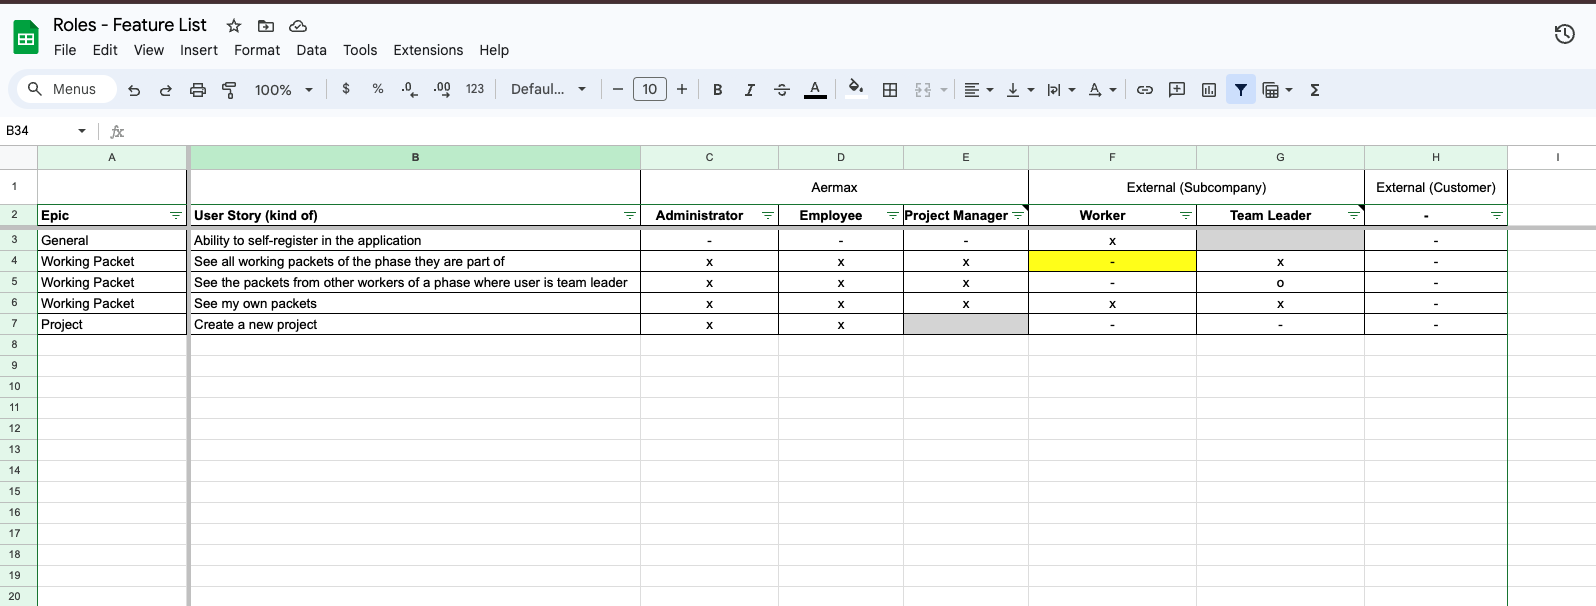 Roles - Feature List
File Edit View Insert Format Data Tools Extensions Help
Menus 100% $ % .0 .00 123 Defaul... − 10 + B I S A Σ
B34 fx
A B C D E F G H I
1 Aermax External (Subcompany) External (Customer)
2 Epic User Story (kind of) Administrator Employee Project Manager Worker Team Leader -
3 General Ability to self-register in the application - - - x -
4 Working Packet See all working packets of the phase they are part of x x x - x -
5 Working Packet See the packets from other workers of a phase where user is team leader x x x - o -
6 Working Packet See my own packets x x x x x -
7 Project Create a new project x x - - -
8
9
10
11
12
13
14
15
16
17
18
19
20